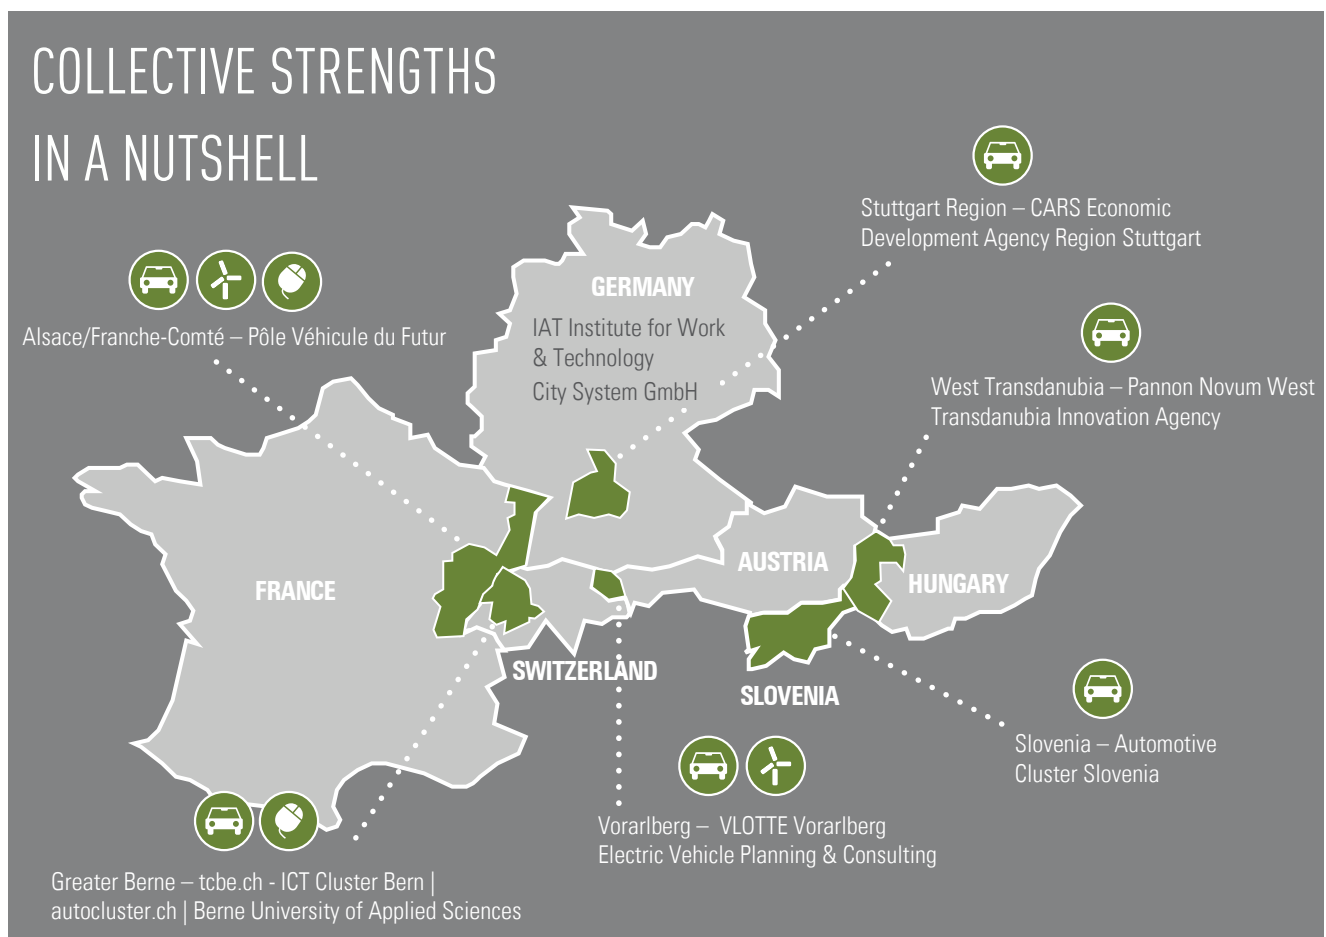 COLLECTIVE STRENGTHS
IN A NUTSHELL
Stuttgart Region – CARS Economic
Development Agency Region Stuttgart
GERMANY
IAT Institute for Work
& Technology
City System GmbH
Alsace/Franche-Comté – Pôle Véhicule du Futur
West Transdanubia – Pannon Novum West
Transdanubia Innovation Agency
FRANCE
AUSTRIA
HUNGARY
SWITZERLAND
SLOVENIA
Slovenia – Automotive
Cluster Slovenia
Vorarlberg – VLOTTE Vorarlberg
Electric Vehicle Planning & Consulting
Greater Berne – tcbe.ch - ICT Cluster Bern |
autocluster.ch | Berne University of Applied Sciences